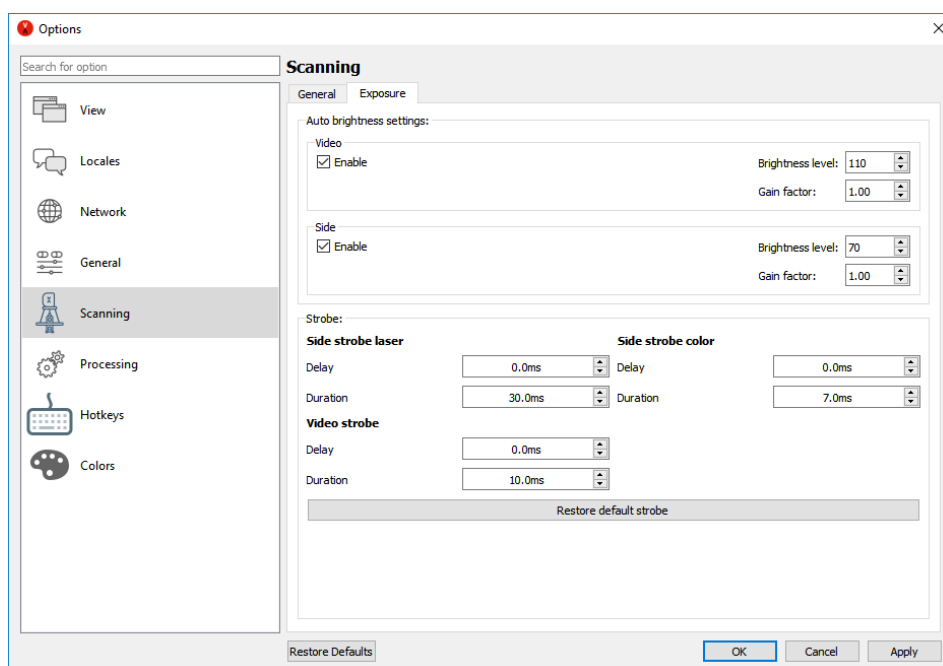 Options
Search for option
View
Locales
Network
General
Scanning
Processing
Hotkeys
Colors
Scanning
General Exposure
Auto brightness settings:
Video
Enable Brightness level: 110
Gain factor: 1.00
Side
Enable Brightness level: 70
Gain factor: 1.00
Strobe:
Side strobe laser Side strobe color
Delay 0.0ms Delay 0.0ms
Duration 30.0ms Duration 7.0ms
Video strobe
Delay 0.0ms
Duration 10.0ms
Restore default strobe
Restore Defaults OK Cancel Apply